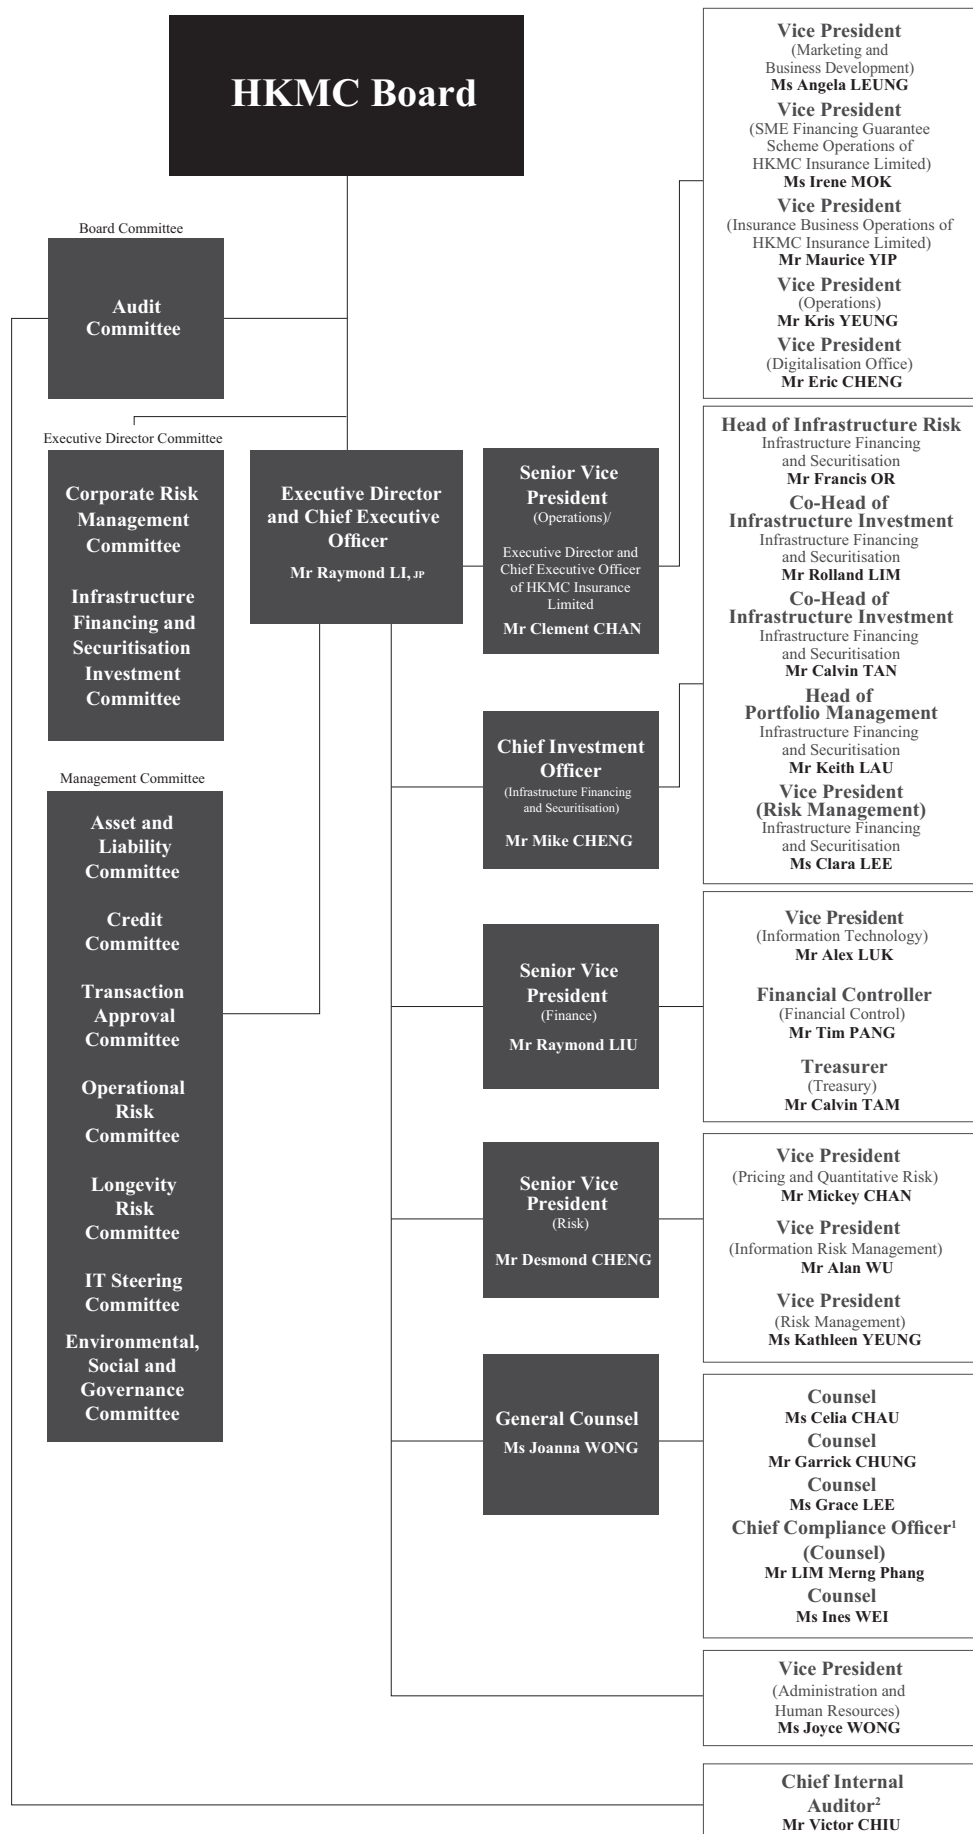 HKMC Board
Board Committee
Audit
Committee
Executive Director Committee
Corporate Risk
Management
Committee
Infrastructure
Financing and
Securitisation
Investment
Committee
Management Committee
Asset and
Liability
Committee
Credit
Committee
Transaction
Approval
Committee
Operational
Risk
Committee
Longevity
Risk
Committee
IT Steering
Committee
Environmental,
Social and
Governance
Committee
Executive Director
and Chief Executive
Officer
Mr Raymond LI, JP
Senior Vice
President
(Operations)/
Executive Director and
Chief Executive Officer
of HKMC Insurance
Limited
Mr Clement CHAN
Chief Investment
Officer
(Infrastructure Financing
and Securitisation)
Mr Mike CHENG
Senior Vice
President
(Finance)
Mr Raymond LIU
Senior Vice
President
(Risk)
Mr Desmond CHENG
General Counsel
Ms Joanna WONG
Vice President
(Marketing and
Business Development)
Ms Angela LEUNG
Vice President
(SME Financing Guarantee
Scheme Operations of
HKMC Insurance Limited)
Ms Irene MOK
Vice President
(Insurance Business Operations of
HKMC Insurance Limited)
Mr Maurice YIP
Vice President
(Operations)
Mr Kris YEUNG
Vice President
(Digitalisation Office)
Mr Eric CHENG
Head of Infrastructure Risk
Infrastructure Financing
and Securitisation
Mr Francis OR
Co-Head of
Infrastructure Investment
Infrastructure Financing
and Securitisation
Mr Rolland LIM
Co-Head of
Infrastructure Investment
Infrastructure Financing
and Securitisation
Mr Calvin TAN
Head of
Portfolio Management
Infrastructure Financing
and Securitisation
Mr Keith LAU
Vice President
(Risk Management)
Infrastructure Financing
and Securitisation
Ms Clara LEE
Vice President
(Information Technology)
Mr Alex LUK
Financial Controller
(Financial Control)
Mr Tim PANG
Treasurer
(Treasury)
Mr Calvin TAM
Vice President
(Pricing and Quantitative Risk)
Mr Mickey CHAN
Vice President
(Information Risk Management)
Mr Alan WU
Vice President
(Risk Management)
Ms Kathleen YEUNG
Counsel
Ms Celia CHAU
Counsel
Mr Garrick CHUNG
Counsel
Ms Grace LEE
Chief Compliance Officer¹
(Counsel)
Mr LIM Merng Phang
Counsel
Ms Ines WEI
Vice President
(Administration and
Human Resources)
Ms Joyce WONG
Chief Internal
Auditor²
Mr Victor CHIU